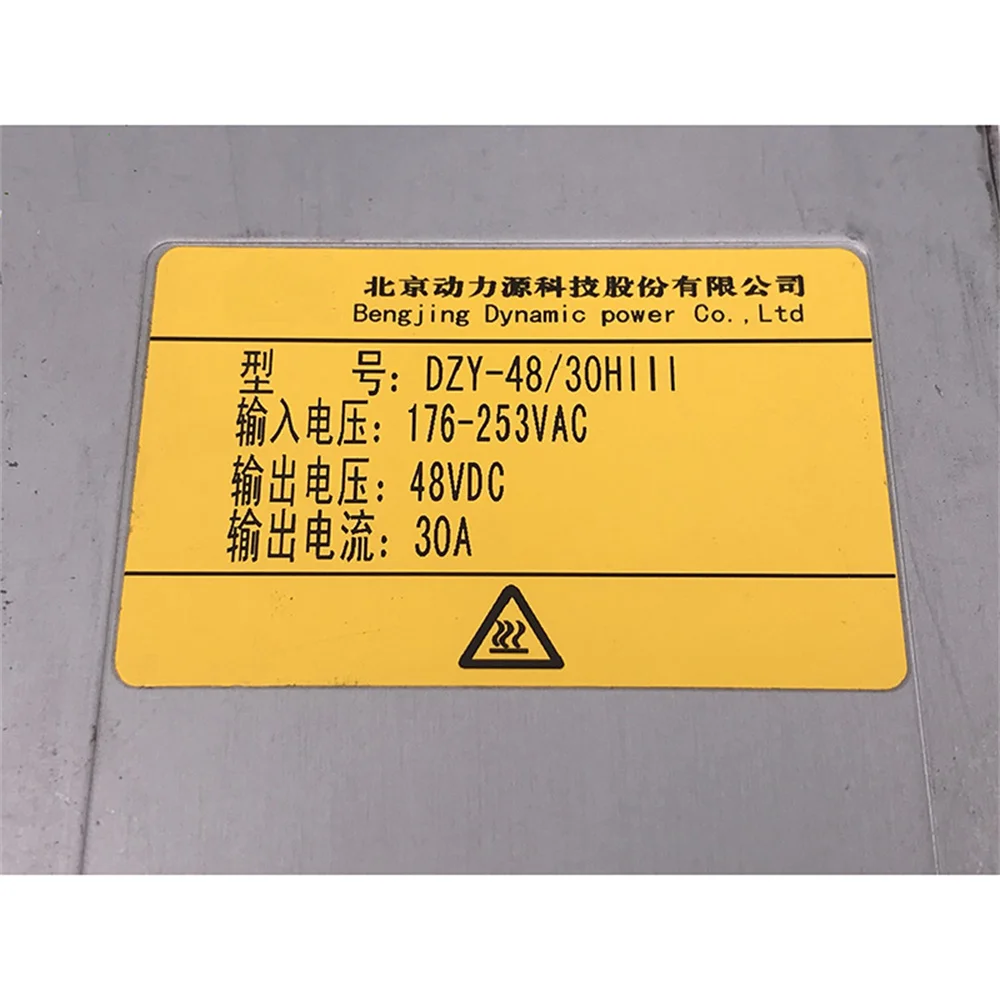 北京动力源科技股份有限公司
Bengjing Dynamic power Co.,Ltd
型 号: DZY-48/30HIII
输入电压: 176-253VAC
输出电压: 48VDC
输出电流: 30A